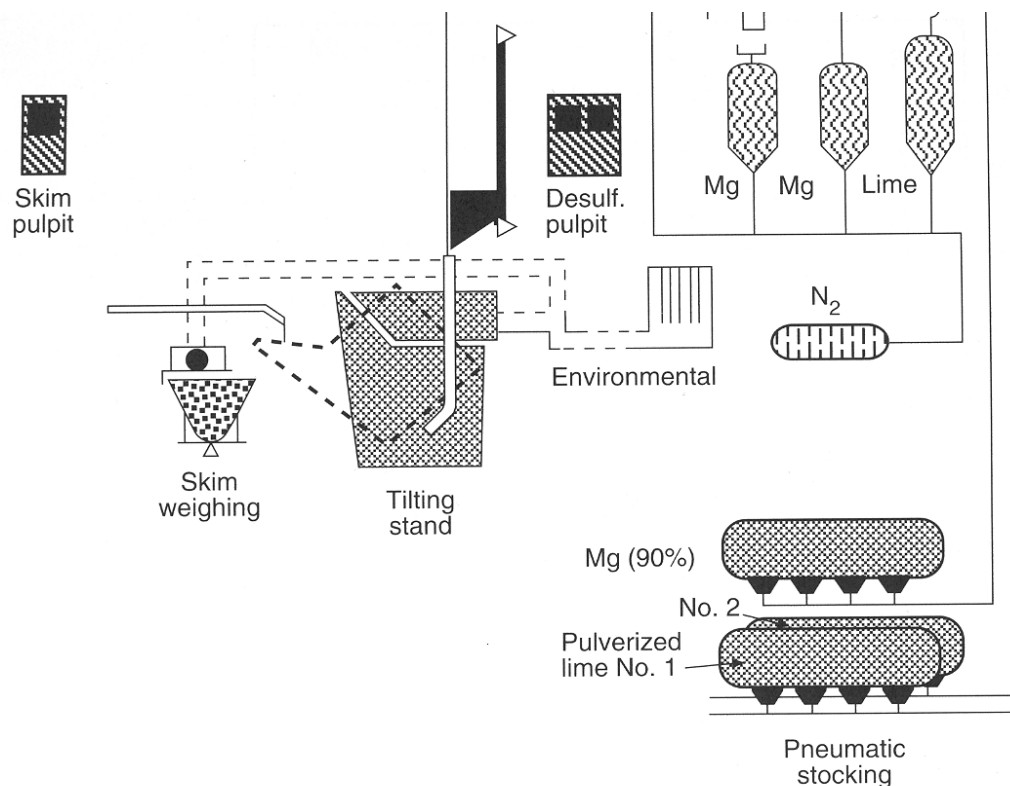 Skim
pulpit
Desulf.
pulpit
Mg
Mg
Lime
N2
Environmental
Skim
weighing
Tilting
stand
Mg (90%)
No. 2
Pulverized
lime No. 1
Pneumatic
stocking